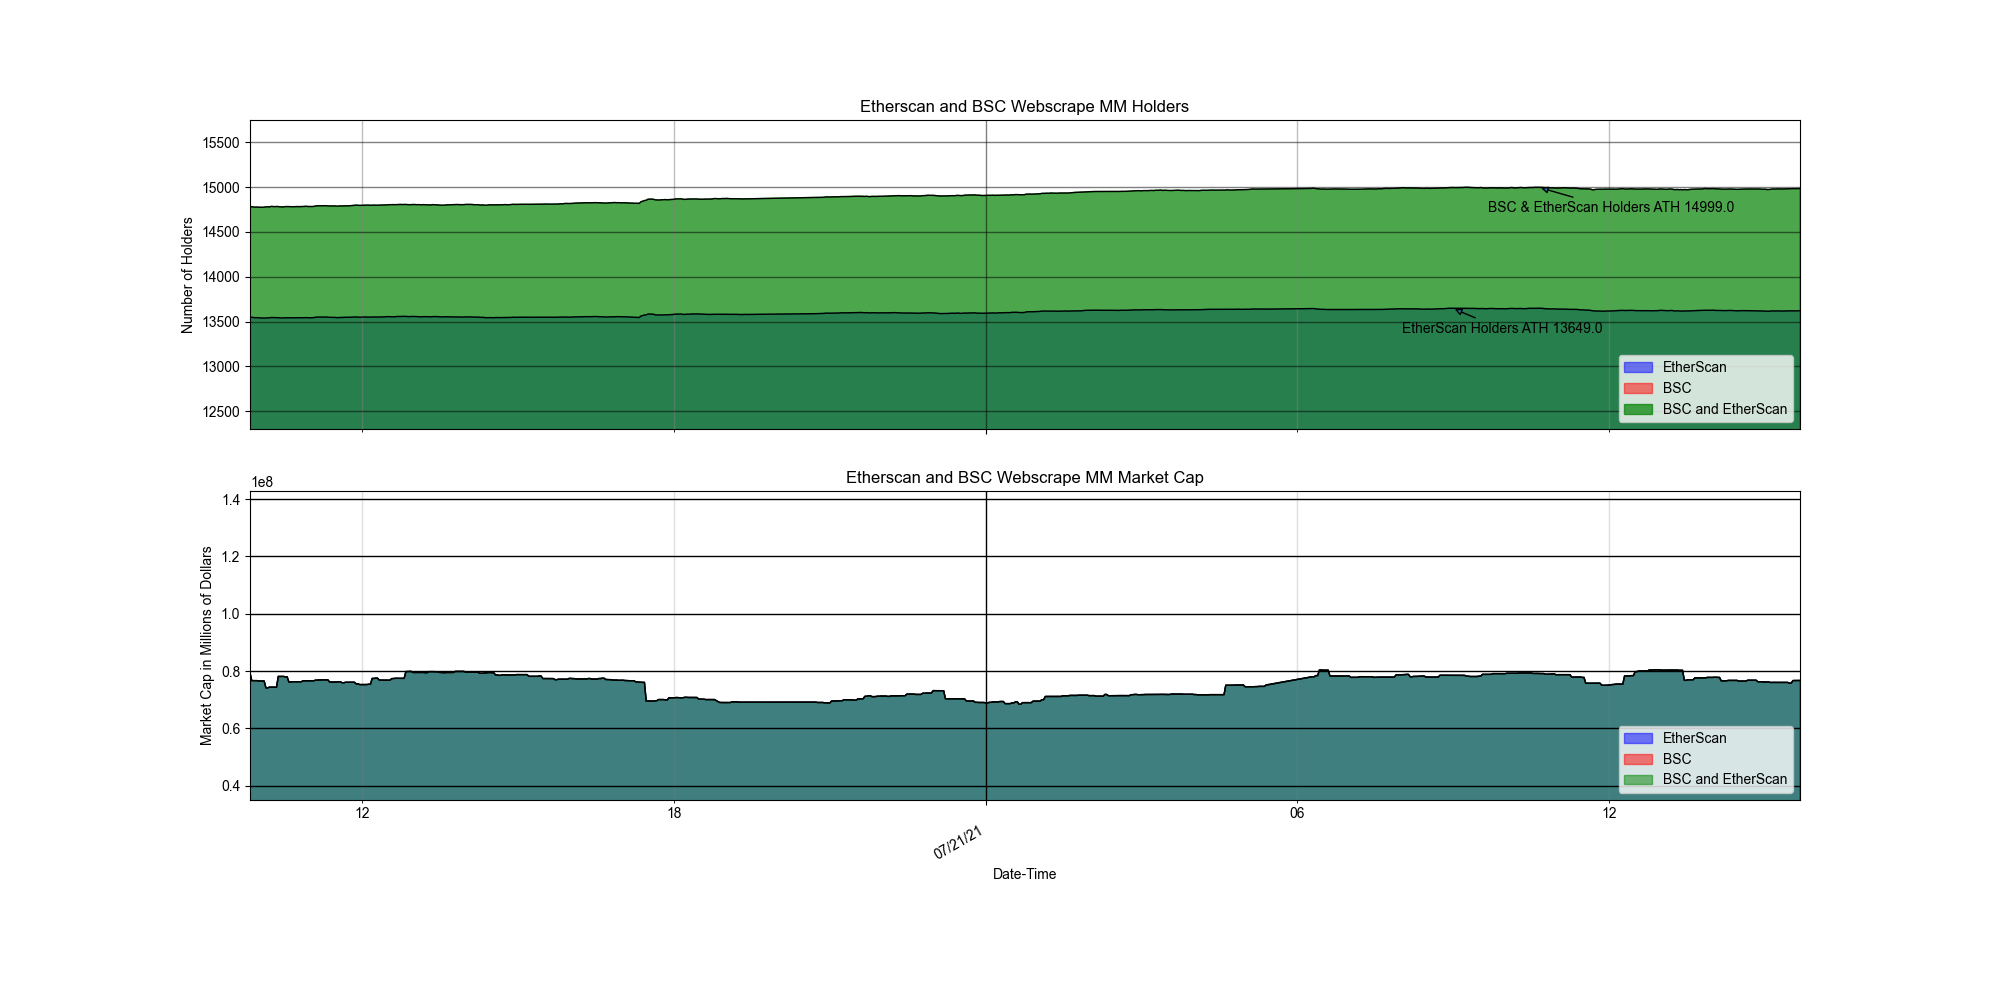 Etherscan and BSC Webscrape MM Holders
Number of Holders
15500
15000
14500
14000
13500
13000
12500
BSC & EtherScan Holders ATH 14999.0
EtherScan Holders ATH 13649.0
EtherScan
BSC
BSC and EtherScan
Etherscan and BSC Webscrape MM Market Cap
1e8
Market Cap in Millions of Dollars
1.4
1.2
1.0
0.8
0.6
0.4
EtherScan
BSC
BSC and EtherScan
12
18
07/21/21
06
12
Date-Time